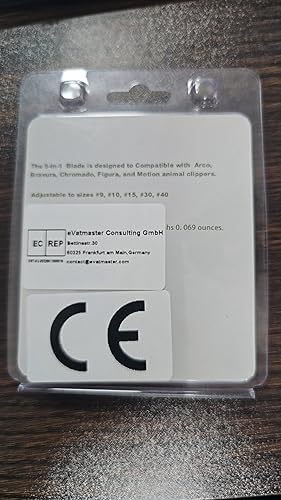 The 5-in-1 Blade is designed to Compatible with Arco,
Bravura, Chromado, Figura, and Motion animal clippers.
Adjustable to sizes #9, #10, #15, #30, #40
hs 0. 069 ounces.
EC REP
eVatmaster Consulting GmbH
Bettinastr.30
60325 Frankfurt am Main,Germany
contact@evatmaster.com
CE